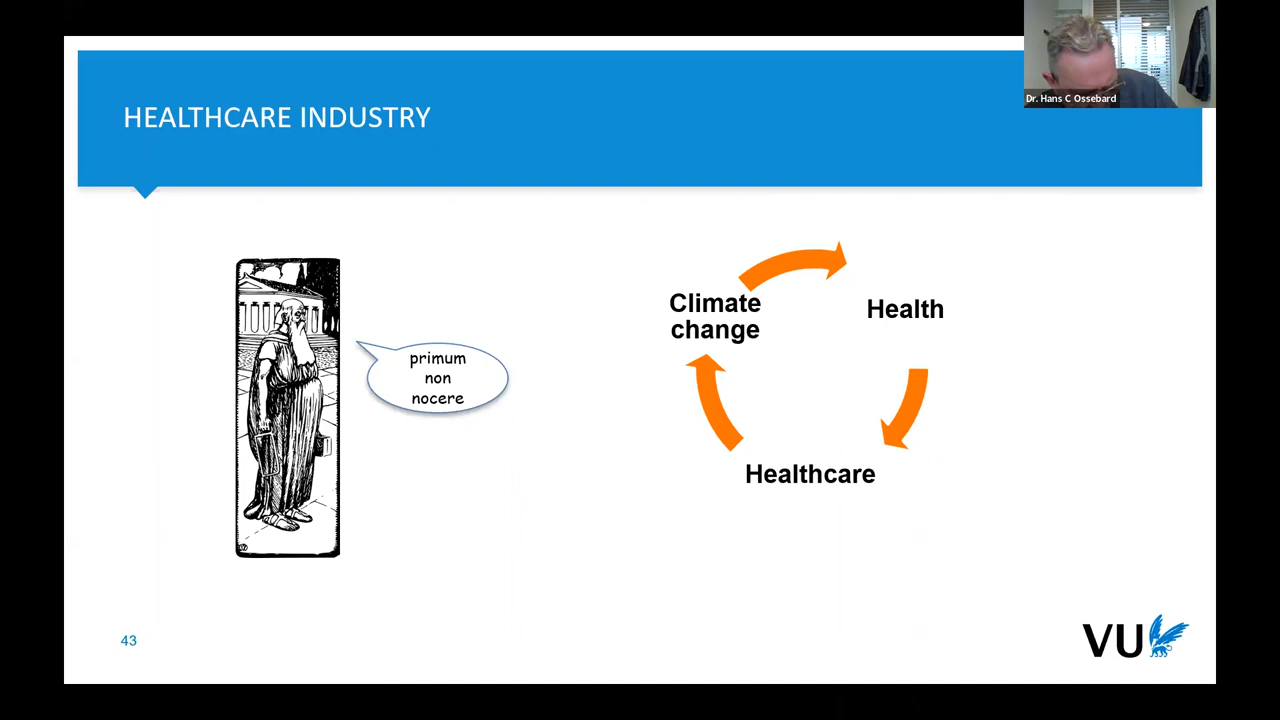 Dr. Hans C Ossebard
HEALTHCARE INDUSTRY
primum
non
nocere
Climate
change
Health
Healthcare
43
VU